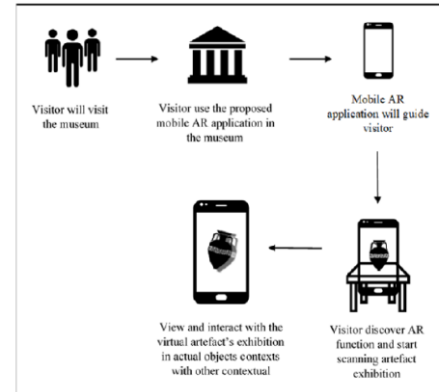 Visitor will visit
the museum
Visitor use the proposed
mobile AR application in
the museum
Mobile AR
application will guide
visitor
View and interact with the
virtual artefact's exhibition
in actual objects contexts
with other contextual
Visitor discover AR
function and start
scanning artefact
exhibition